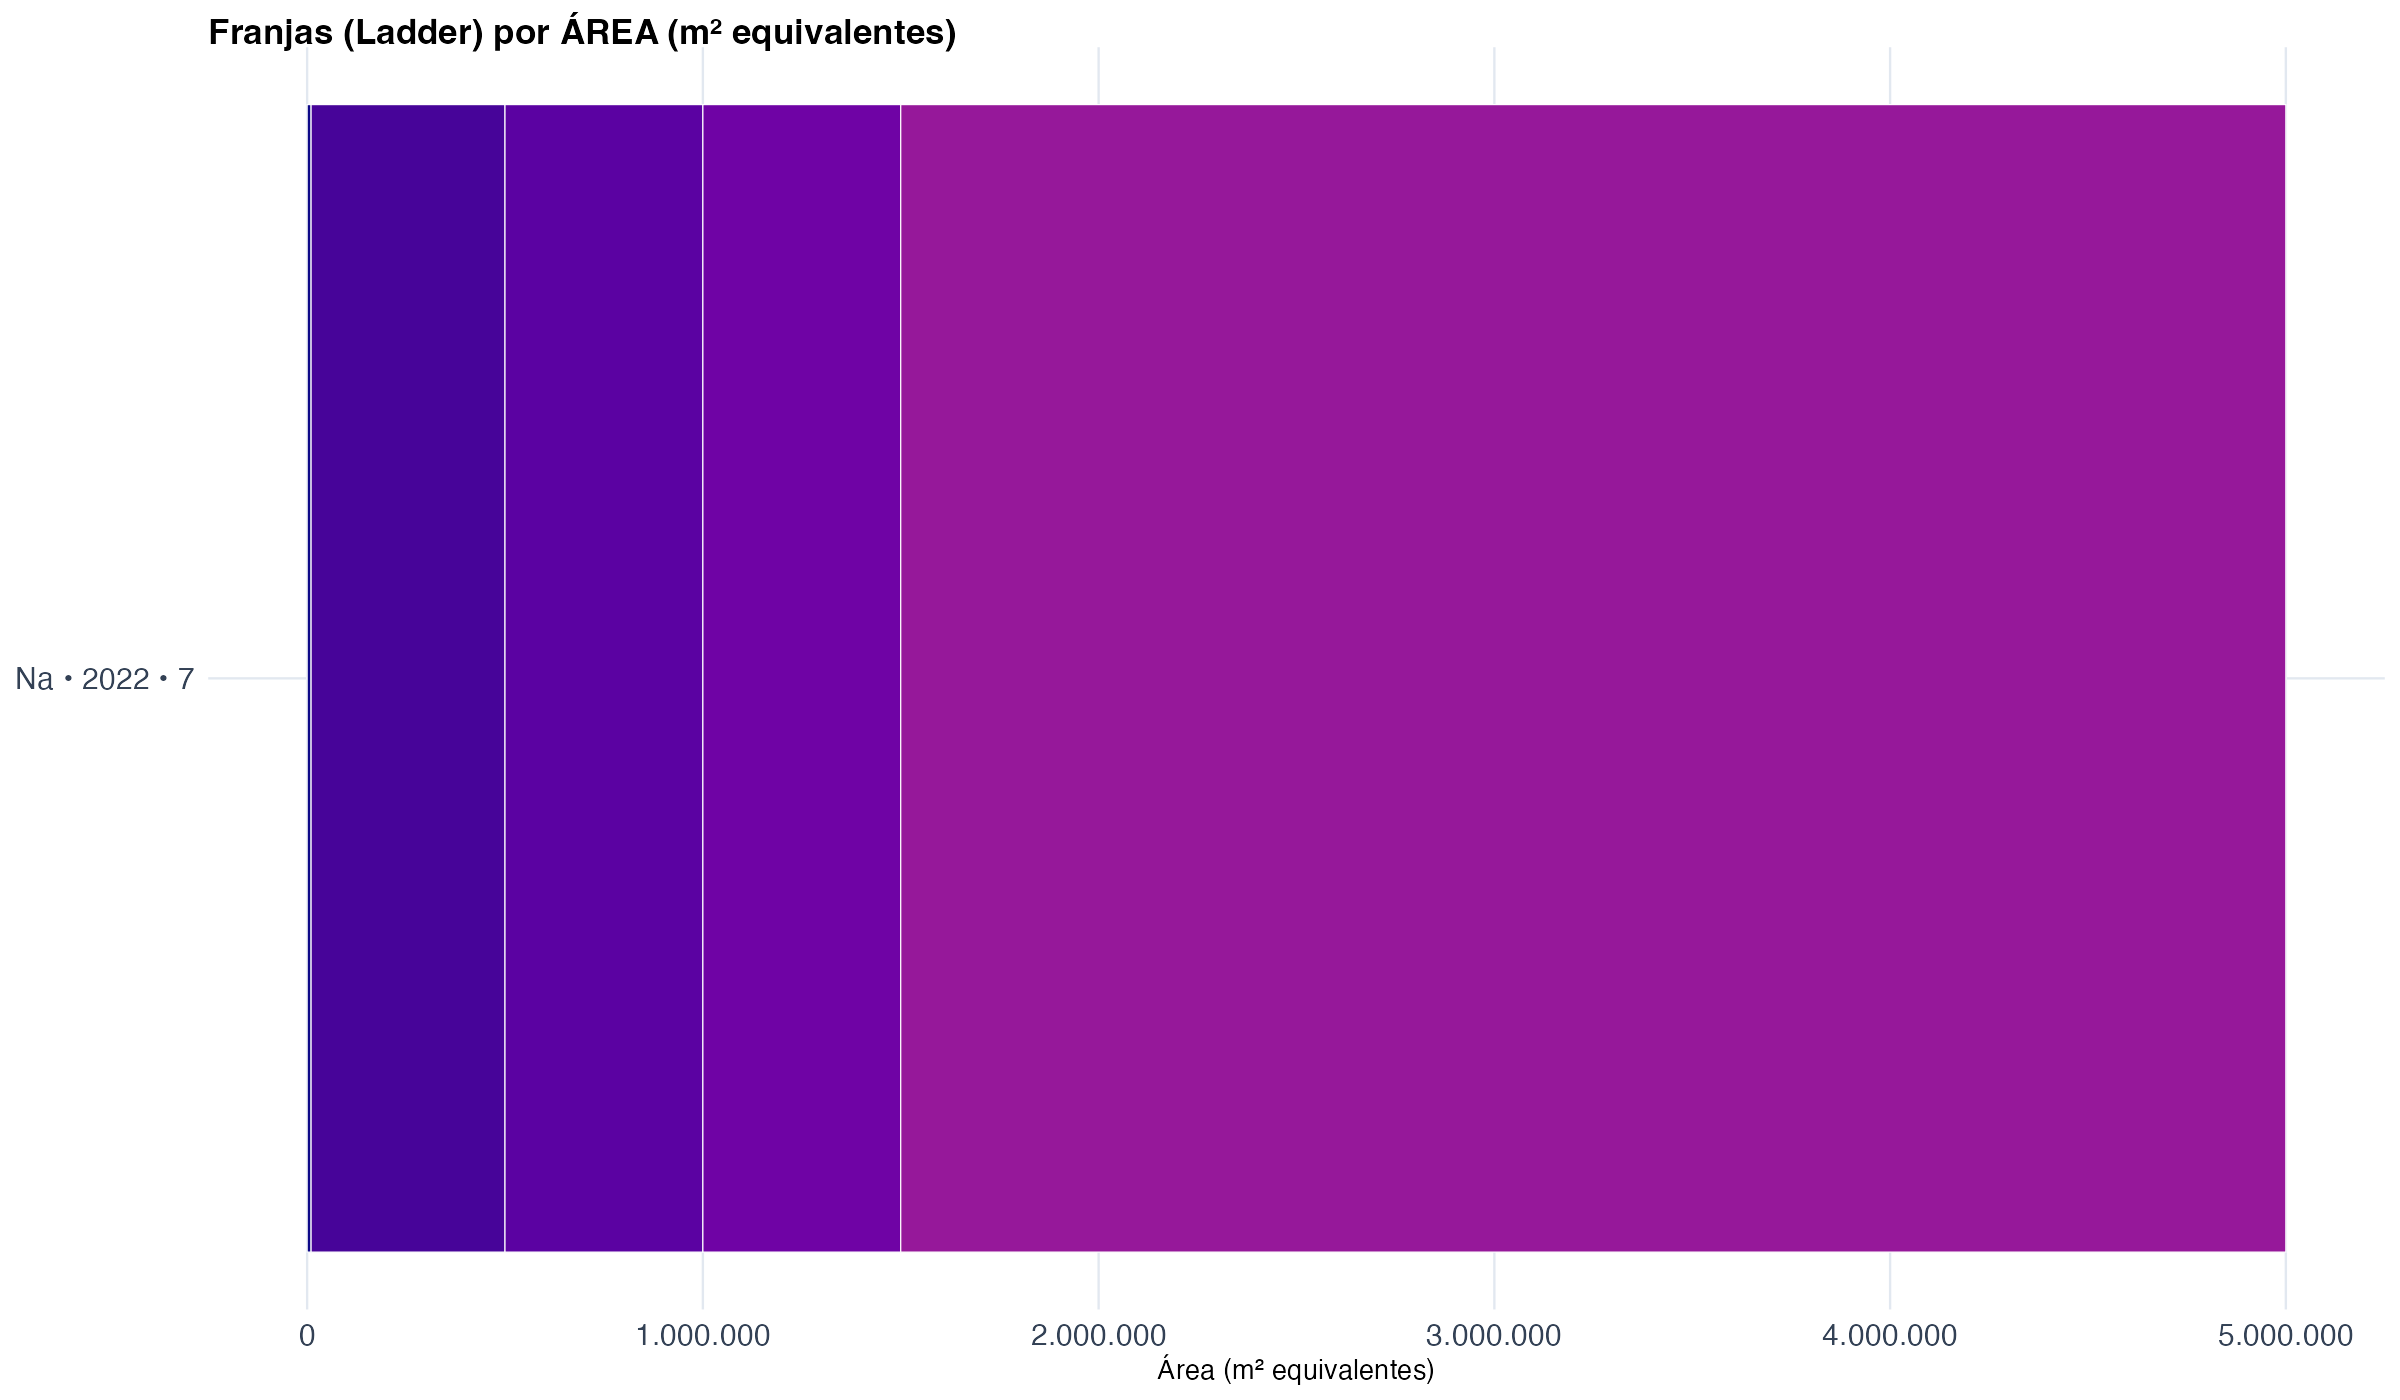 Franjas (Ladder) por ÁREA (m² equivalentes)
Na • 2022 • 7
0
1.000.000
2.000.000
3.000.000
4.000.000
5.000.000
Área (m² equivalentes)